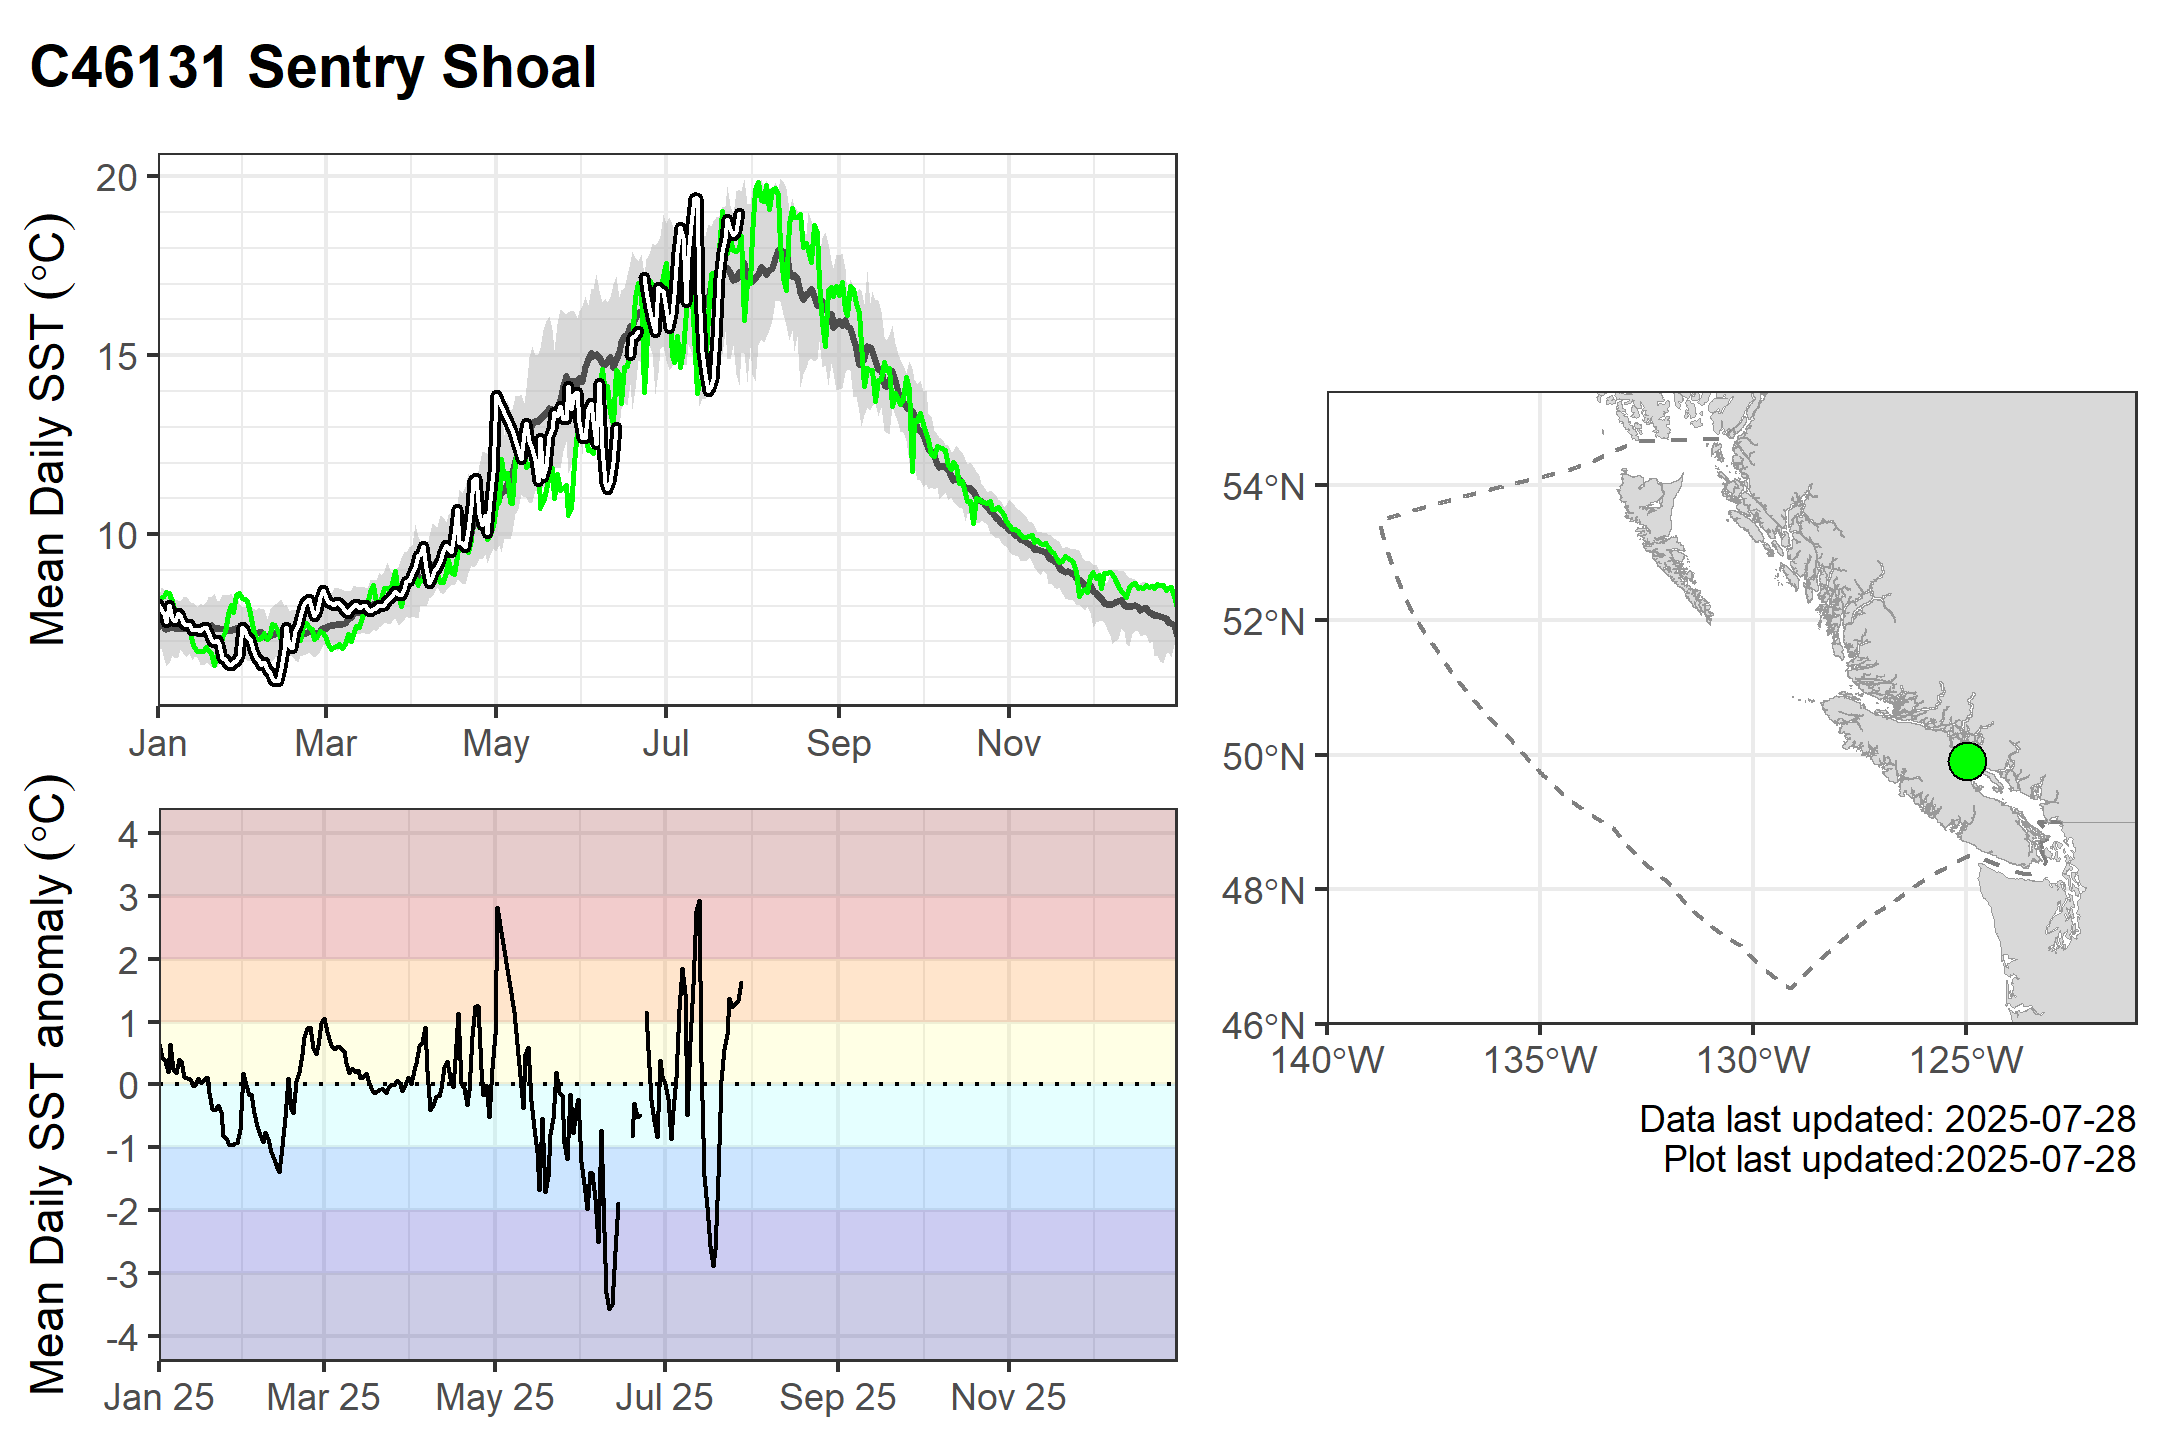 C46131 Sentry Shoal
Mean Daily SST (°C)
20
15
10
Jan Mar May Jul Sep Nov
Mean Daily SST anomaly (°C)
4
3
2
1
0
-1
-2
-3
-4
Jan 25 Mar 25 May 25 Jul 25 Sep 25 Nov 25
54°N
52°N
50°N
48°N
46°N
140°W 135°W 130°W 125°W
Data last updated: 2025-07-28
Plot last updated:2025-07-28